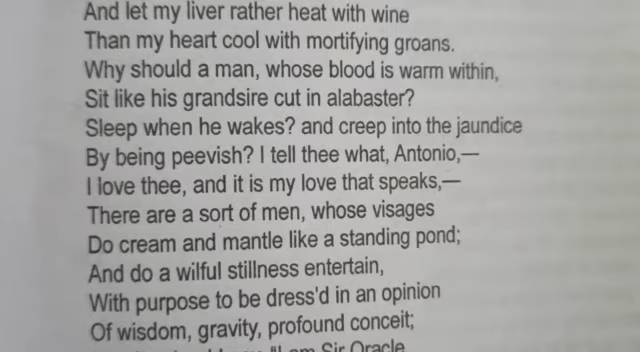 And let my liver rather heat with wine
Than my heart cool with mortifying groans.
Why should a man, whose blood is warm within,
Sit like his grandsire cut in alabaster?
Sleep when he wakes? and creep into the jaundice
By being peevish? I tell thee what, Antonio,—
I love thee, and it is my love that speaks,—
There are a sort of men, whose visages
Do cream and mantle like a standing pond;
And do a wilful stillness entertain,
With purpose to be dress'd in an opinion
Of wisdom, gravity, profound conceit;
"I am Sir Oracle